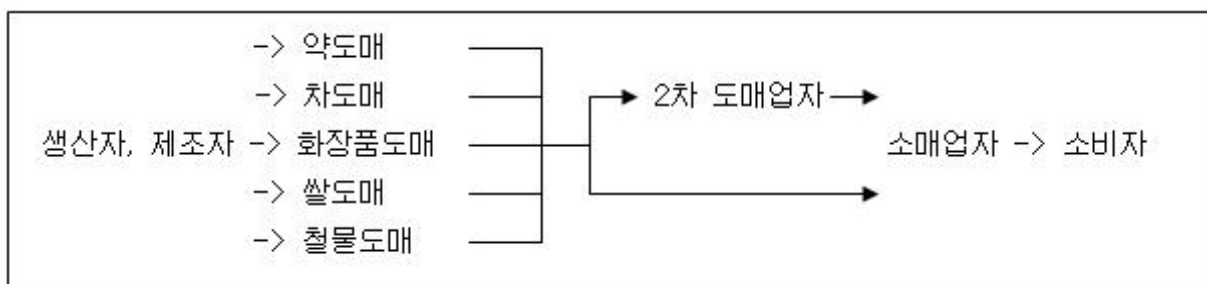 -> 약도매
-> 차도매
2차 도매업자
생산자, 제조자 -> 화장품도매
소매업자 -> 소비자
-> 쌀도매
-> 철물도매